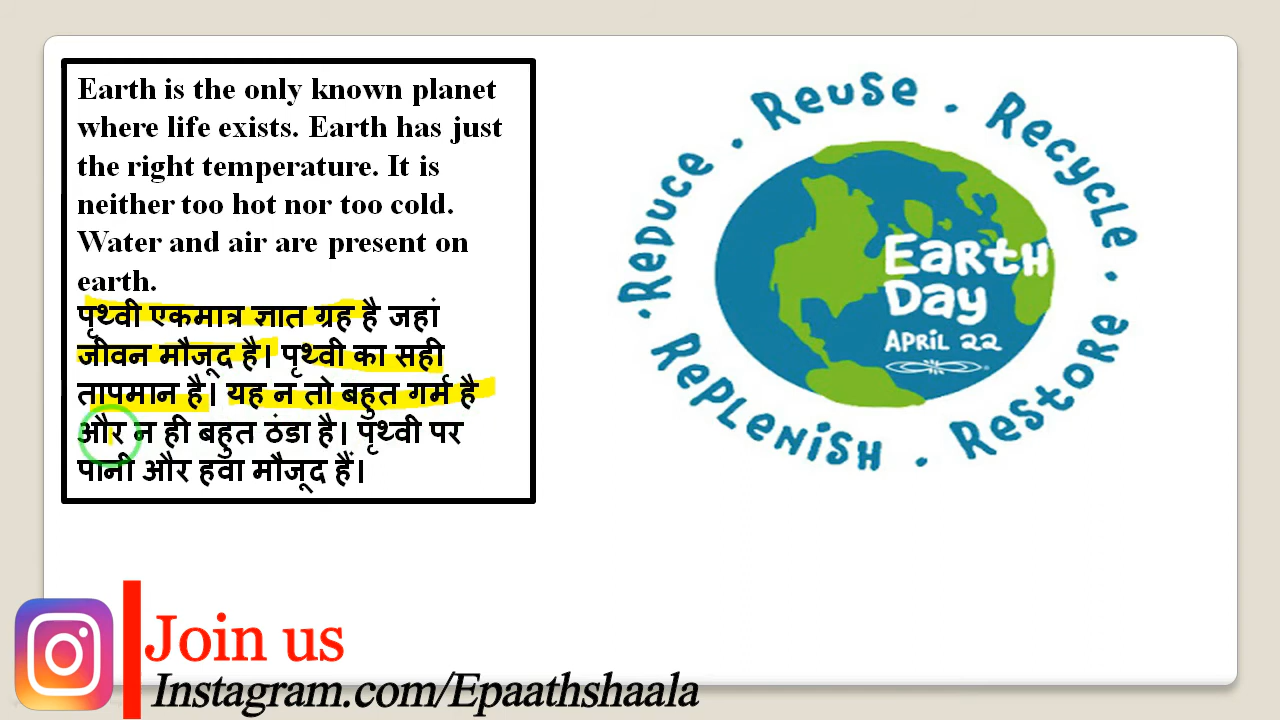 Earth is the only known planet
where life exists. Earth has just
the right temperature. It is
neither too hot nor too cold.
Water and air are present on
earth.
पृथ्वी एकमात्र ज्ञात ग्रह है जहां
जीवन मौजूद है। पृथ्वी का सही
तापमान है। यह न तो बहुत गर्म है
और न ही बहुत ठंडा है। पृथ्वी पर
पानी और हवा मौजूद हैं।
Reduce . Reuse . Recycle .
Replenish . Restore
Earth
Day
April 22
Join us
Instagram.com/Epaathshaala